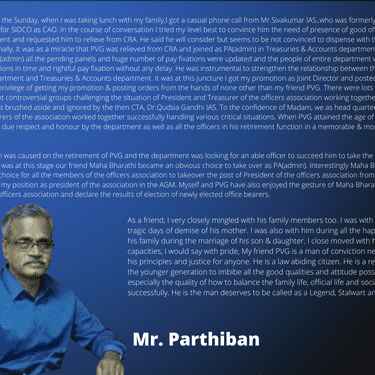 of the Sunday, when I was taking lunch with my family,I got a casual phone call from Mr.Sivakumar IAS.,who was formerly
for SIDCO as CAO. In the course of conversation I tried my level best to convince him the need of presence of good of
ent and requested him to relieve from CRA. He said he will consider but seems to be not convinced to dispense with t
nally, It was as a miracle that PVG was relieved from CRA and joined as PA(admin) in Treasuries & Accounts departmen
(admin) all the pending panels and huge number of pay fixations were updated and the people of entire department v
ions in time and rightful pay fixation without any delay. He was instrumental to strengthen the relationship between th
artment and Treasuries & Accounts department. It was at this juncture I got my promotion as Joint Director and posted
privilege of getting my promotion & posting orders from the hands of none other than my friend PVG. There were lots
t controversal groups challenging the situation of President and Treasurer of the officers association working together
t brushed aside and ignored by the then CTA, Dr.Qudsia Gandhi IAS. To the confidence of Madam, we as head quarter
rers of the association worked together successfully handling various critical situations. When PVG attained the age of
due respect and honour by the department as well as all the officers in his retirement function in a memorable & mo
n was caused on the retirement of PVG and the department was looking for an able officer to succeed him to take the
was at this stage our friend Maha Bharathi became an obvious choice to take over as PA(admin). Interestingly Maha B
choice for all the members of the officers association to takeover the post of President of the officers association from
my position as president of the association in the AGM. Myself and PVG have also enjoyed the gesture of Maha Bharat
officers association and declare the results of election of newly elected office bearers.
As a friend, I very closely mingled with his family members too. I was with
tragic days of demise of his mother. I was also with him during all the hap
his family during the marriage of his son & daughter. I close moved with h
capacities, I would say with pride, My friend PVG is a man of conviction ne
his principles and justice for anyone. He is a law abiding citizen. He is a re
the younger generation to imbibe all the good qualities and attitude poss
especially the quality of how to balance the family life, official life and socia
successfully. He is the man deserves to be called as a Legend, Stalwart ar
Mr. Parthiban